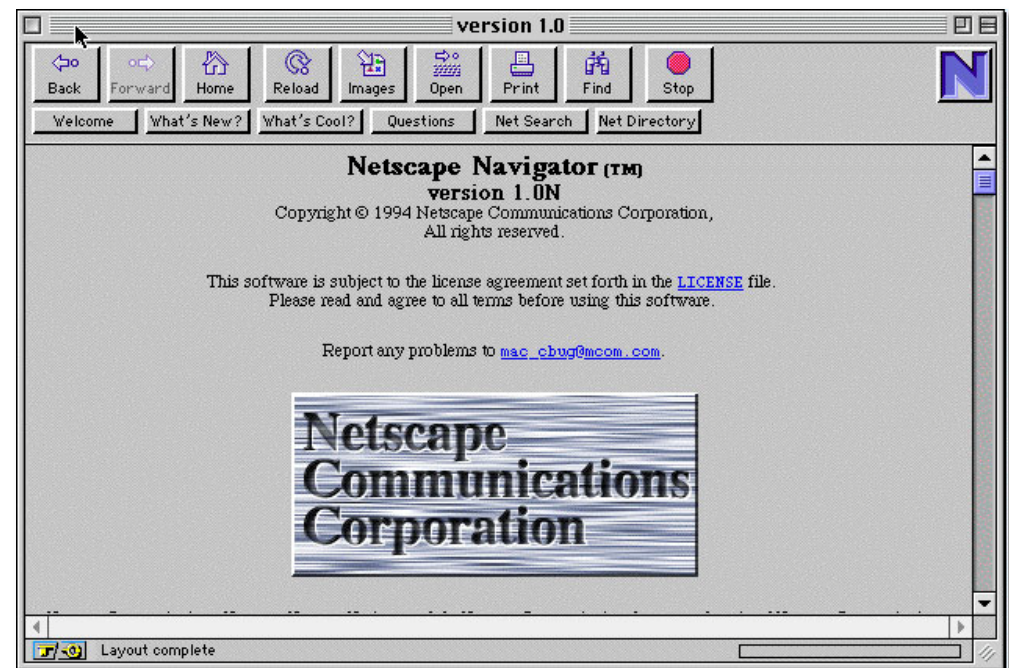 version 1.0
Back Forward Home Reload Images Open Print Find Stop
N
Welcome What's New? What's Cool? Questions Net Search Net Directory
Netscape Navigator (TM)
version 1.0N
Copyright © 1994 Netscape Communications Corporation,
All rights reserved.
This software is subject to the license agreement set forth in the LICENSE file.
Please read and agree to all terms before using this software.
Report any problems to mac_cbug@mcom.com.
Netscape
Communications
Corporation
Layout complete